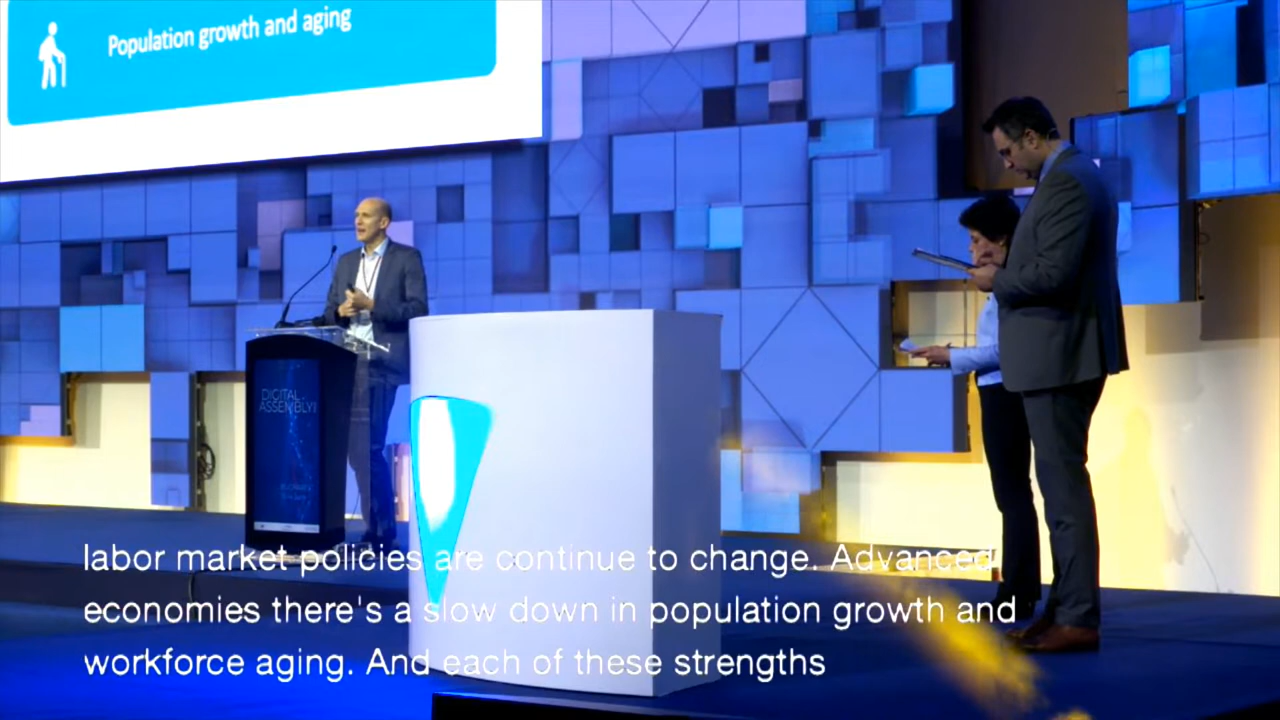 Population growth and aging
DIGITAL
ASSEMBLY
labor market policies are continue to change. Advanced
economies there's a slow down in population growth and
workforce aging. And each of these strengths